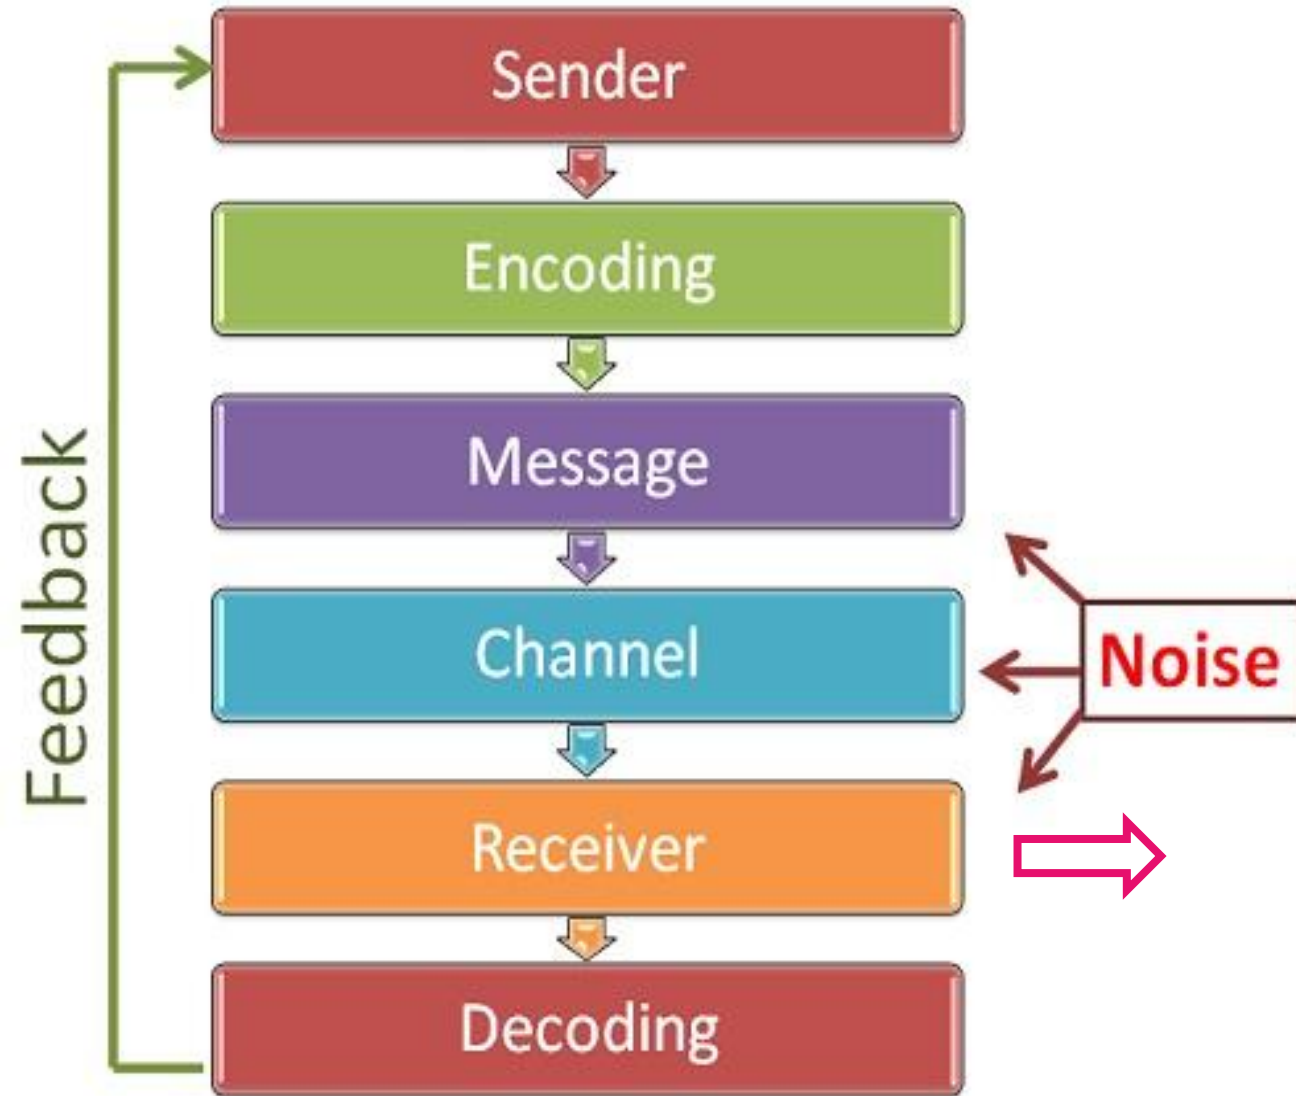 Sender
Encoding
Message
Channel
Receiver
Decoding
Feedback
Noise